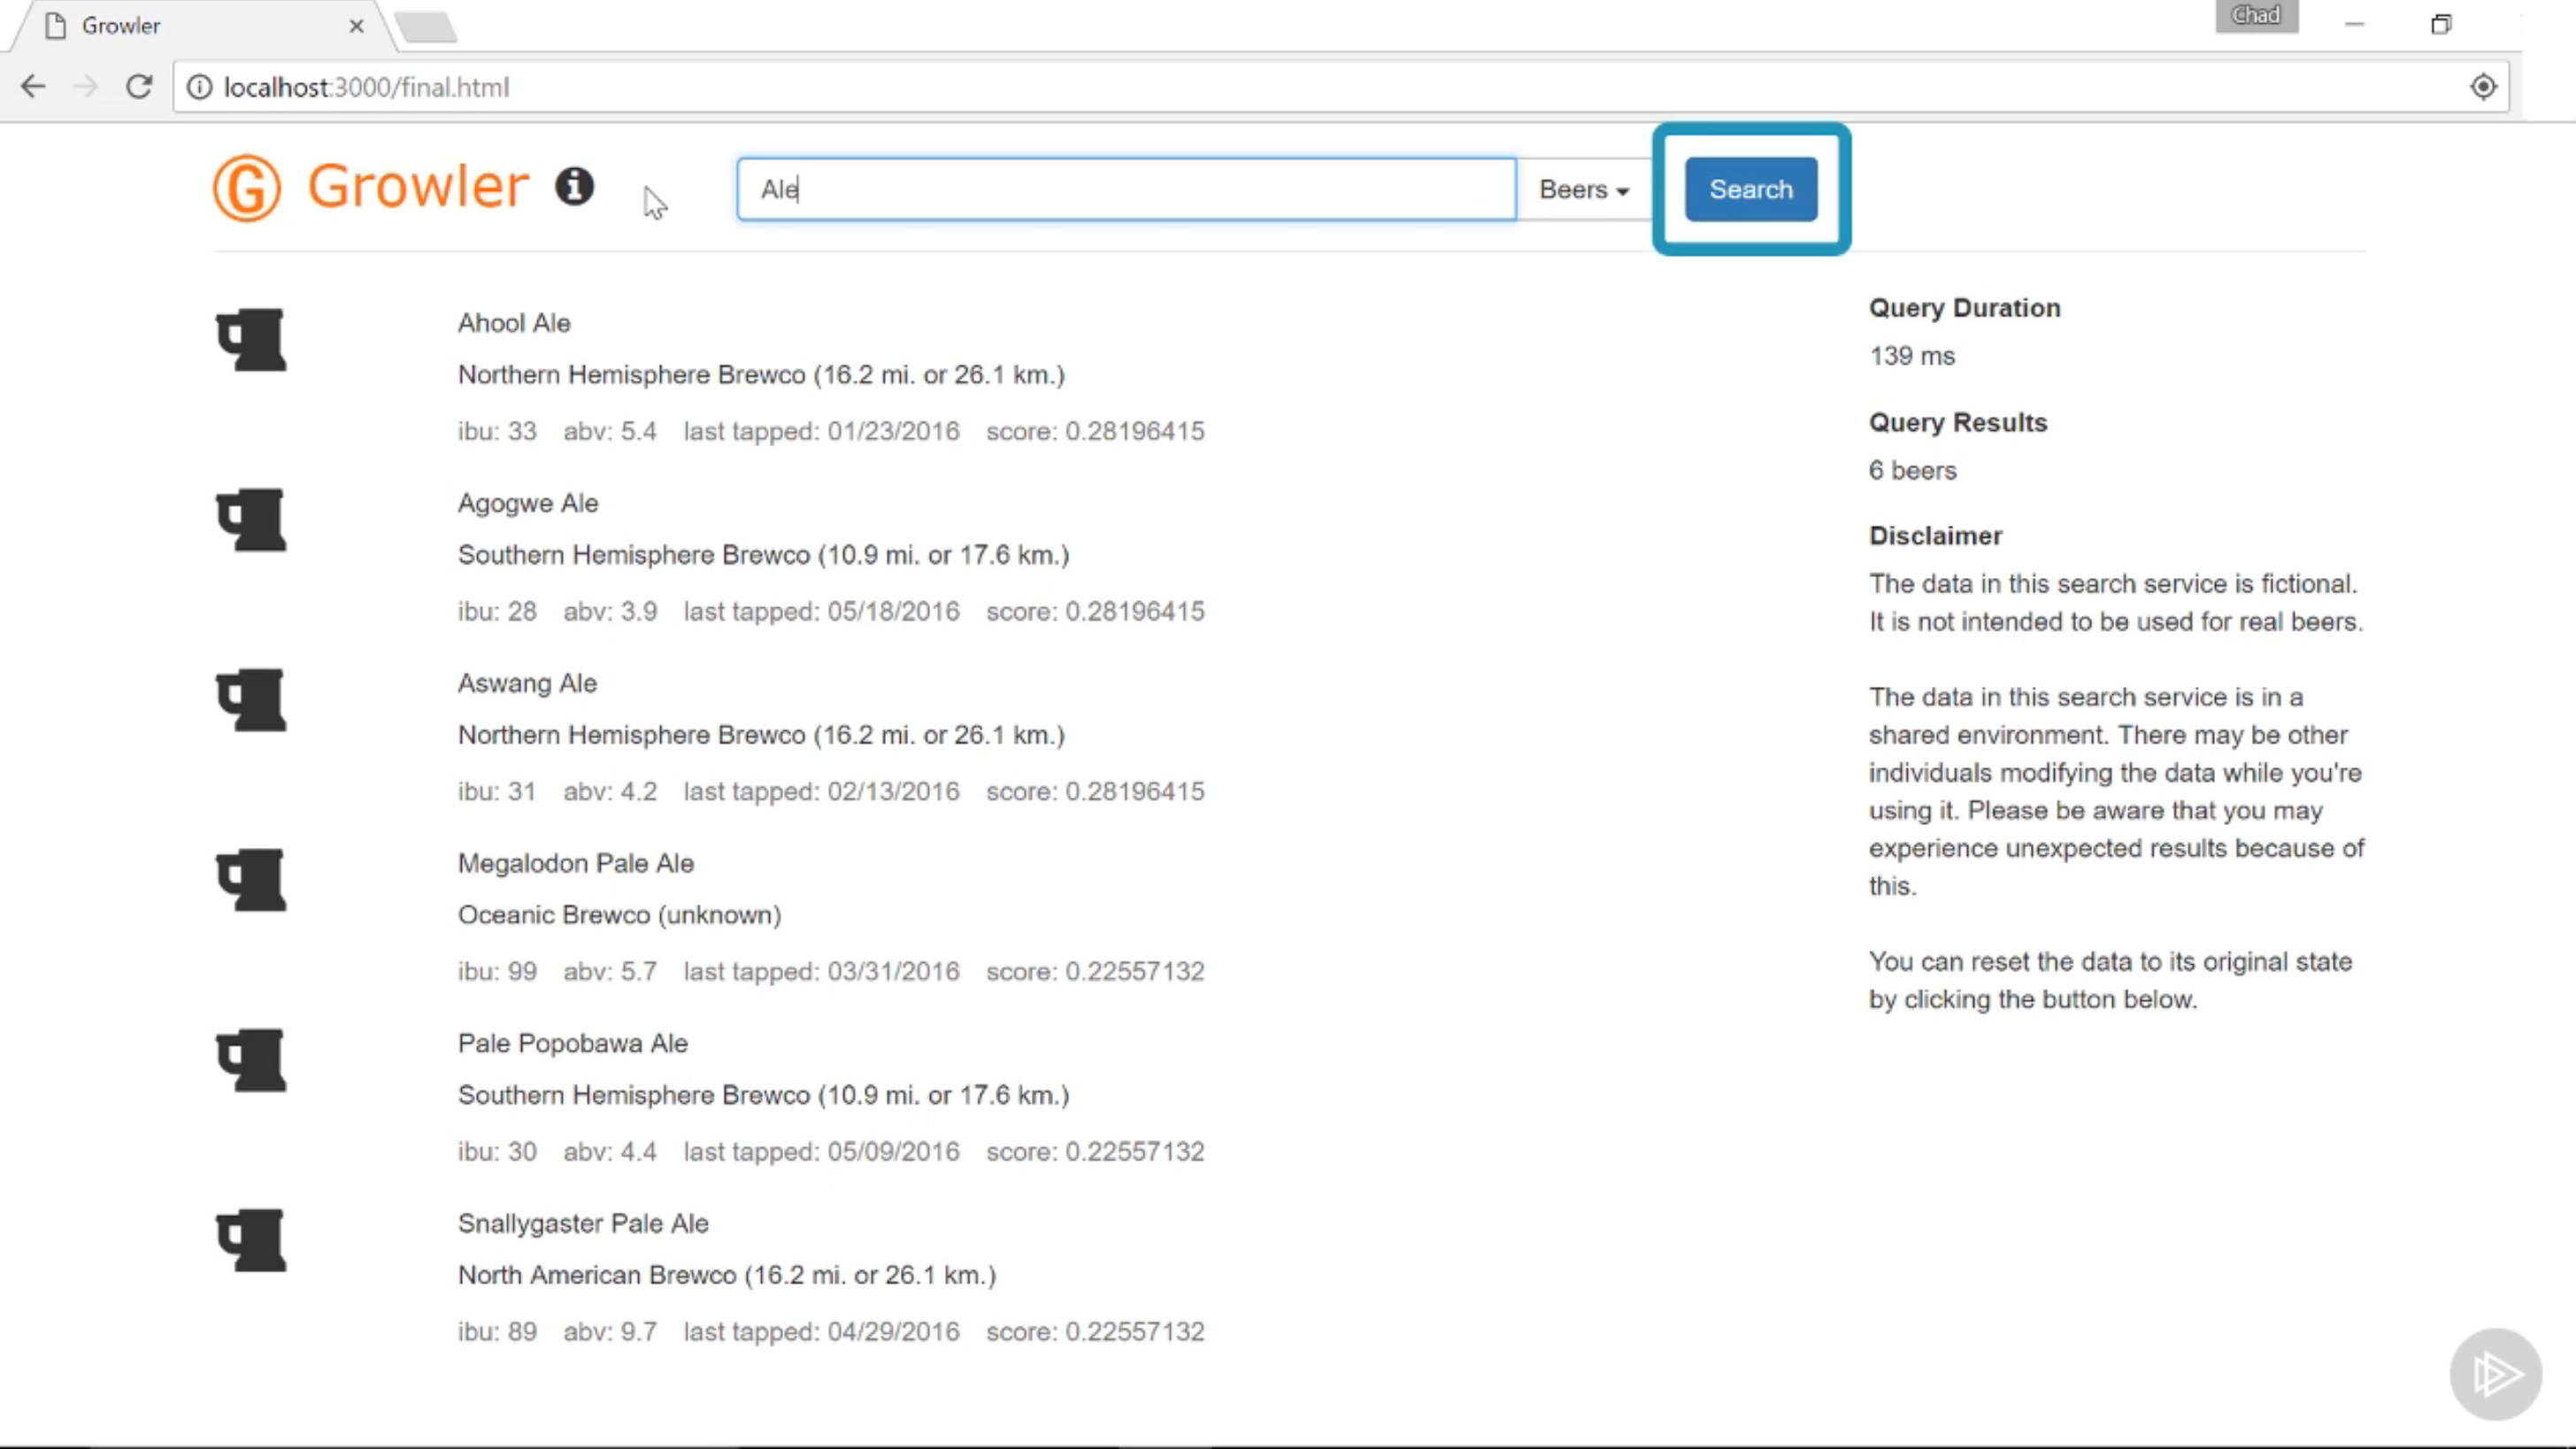 Growler
Chad
localhost:3000/final.html
G Growler i
Ale
Beers
Search
Ahool Ale
Northern Hemisphere Brewco (16.2 mi. or 26.1 km.)
ibu: 33 abv: 5.4 last tapped: 01/23/2016 score: 0.28196415
Agogwe Ale
Southern Hemisphere Brewco (10.9 mi. or 17.6 km.)
ibu: 28 abv: 3.9 last tapped: 05/18/2016 score: 0.28196415
Aswang Ale
Northern Hemisphere Brewco (16.2 mi. or 26.1 km.)
ibu: 31 abv: 4.2 last tapped: 02/13/2016 score: 0.28196415
Megalodon Pale Ale
Oceanic Brewco (unknown)
ibu: 99 abv: 5.7 last tapped: 03/31/2016 score: 0.22557132
Pale Popobawa Ale
Southern Hemisphere Brewco (10.9 mi. or 17.6 km.)
ibu: 30 abv: 4.4 last tapped: 05/09/2016 score: 0.22557132
Snallygaster Pale Ale
North American Brewco (16.2 mi. or 26.1 km.)
ibu: 89 abv: 9.7 last tapped: 04/29/2016 score: 0.22557132
Query Duration
139 ms
Query Results
6 beers
Disclaimer
The data in this search service is fictional.
It is not intended to be used for real beers.
The data in this search service is in a
shared environment. There may be other
individuals modifying the data while you're
using it. Please be aware that you may
experience unexpected results because of
this.
You can reset the data to its original state
by clicking the button below.